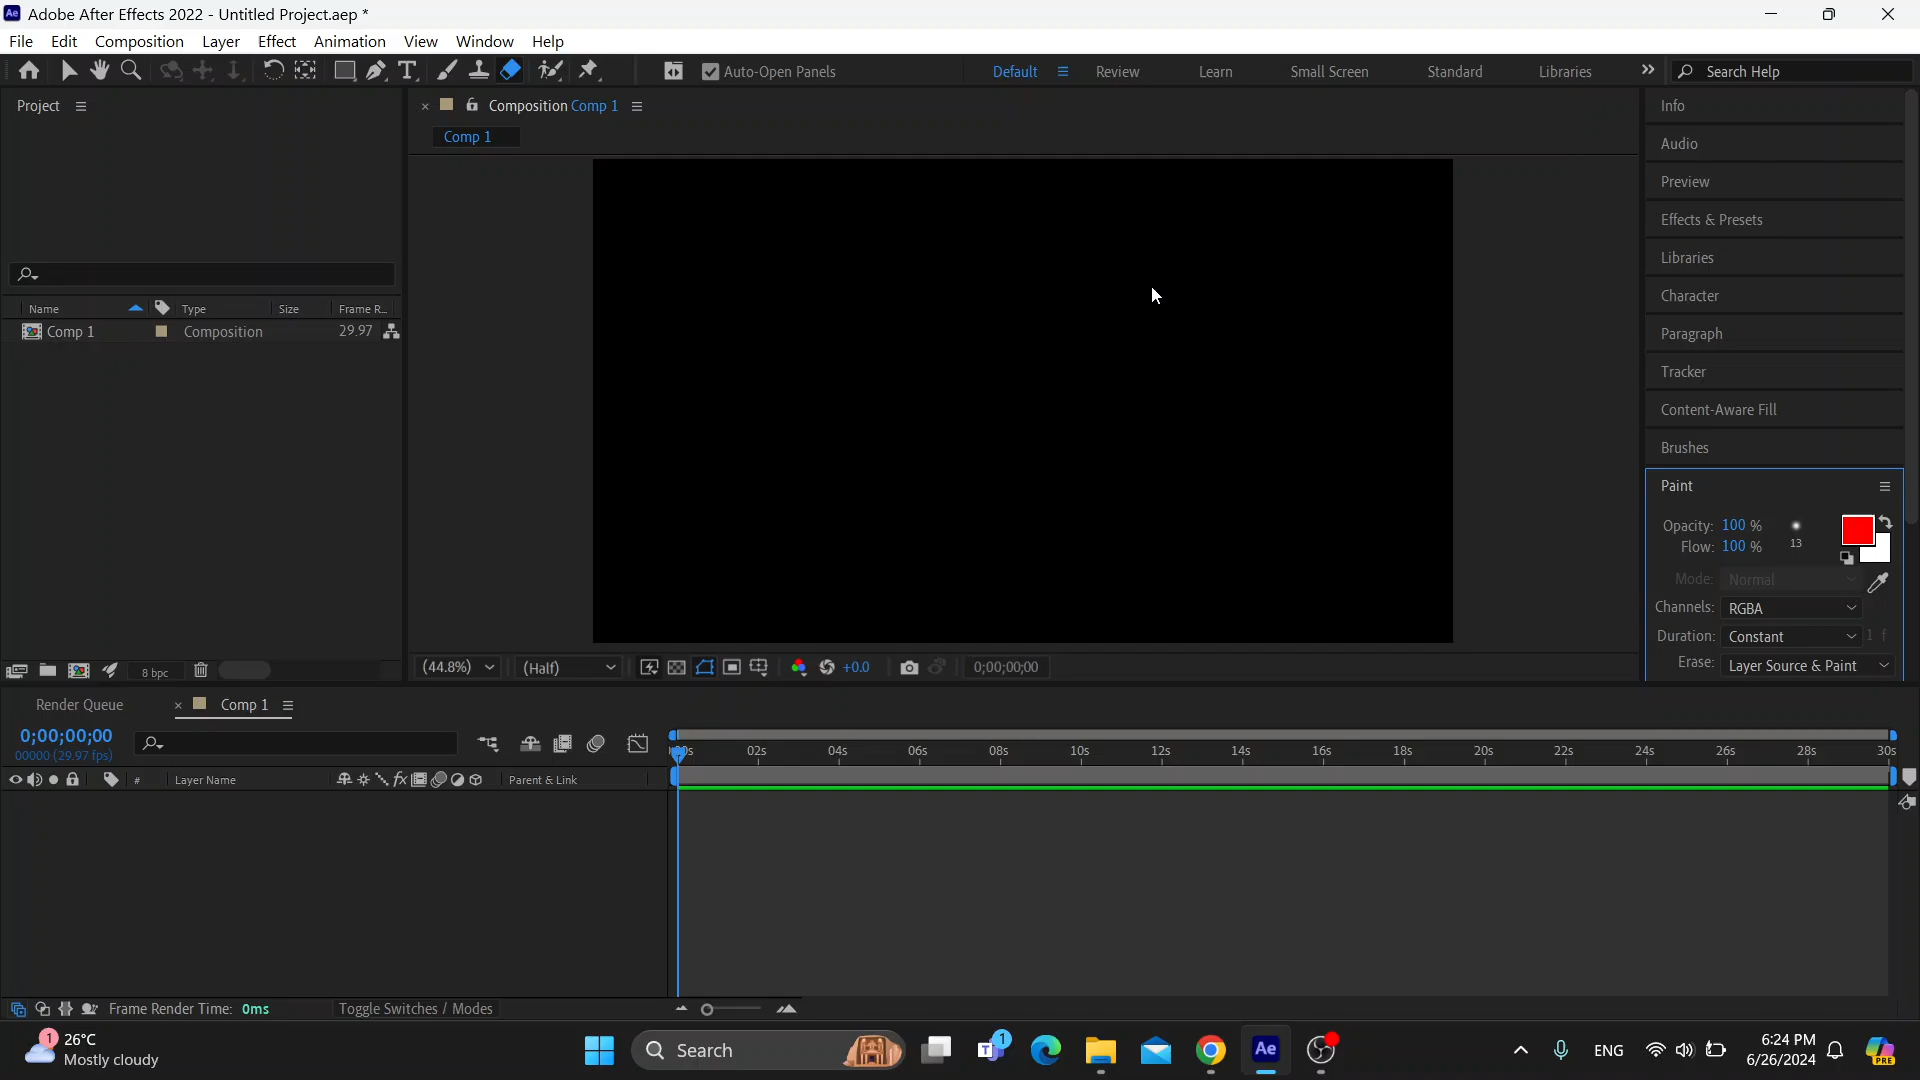 Ae Adobe After Effects 2022 - Untitled Project.aep *
File Edit Composition Layer Effect Animation View Window Help
Auto-Open Panels Default Review Learn Small Screen Standard Libraries Search Help
Project
Composition Comp 1
Comp 1
Name Type Size Frame R...
Comp 1 Composition 29.97
Info
Audio
Preview
Effects & Presets
Libraries
Character
Paragraph
Tracker
Content-Aware Fill
Brushes
Paint
Opacity: 100 %
Flow: 100 % 13
Mode: Normal
Channels: RGBA
Duration: Constant 1 f
Erase: Layer Source & Paint
8 bpc
(44.8%) (Half) +0.0 0;00;00;00
Render Queue Comp 1
0;00;00;00
00000 (29.97 fps)
02s 04s 06s 08s 10s 12s 14s 16s 18s 20s 22s 24s 26s 28s 30s
# Layer Name fx Parent & Link
Frame Render Time: 0ms Toggle Switches / Modes
1 26°C
Mostly cloudy
Search
1
Ae
ENG
6:24 PM
6/26/2024
PRE